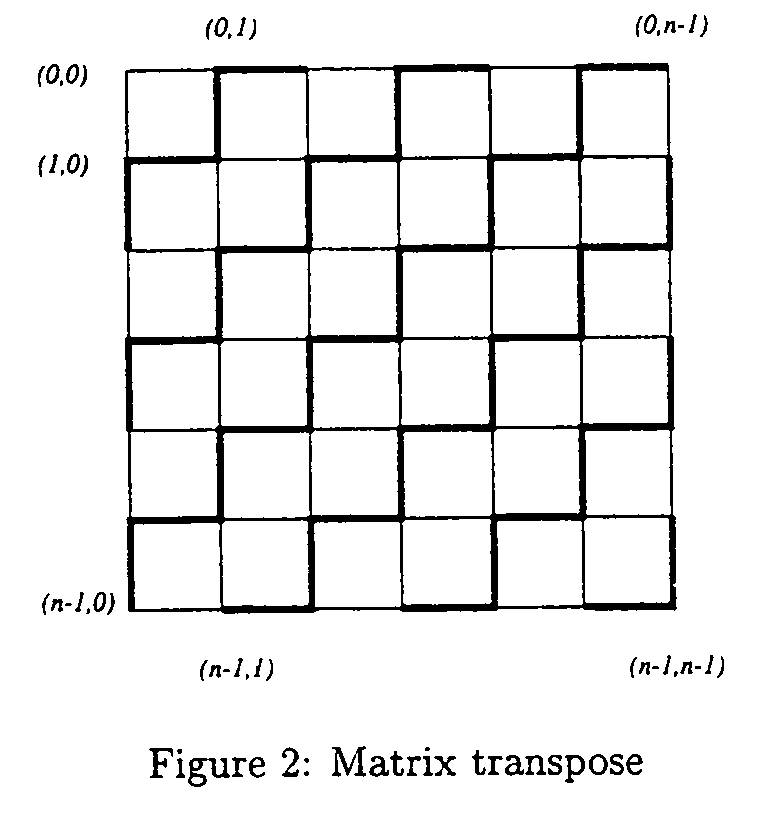 (0,1) (0,n-1)
(0,0)
(1,0)
(n-1,0)
(n-1,1) (n-1,n-1)
Figure 2: Matrix transpose